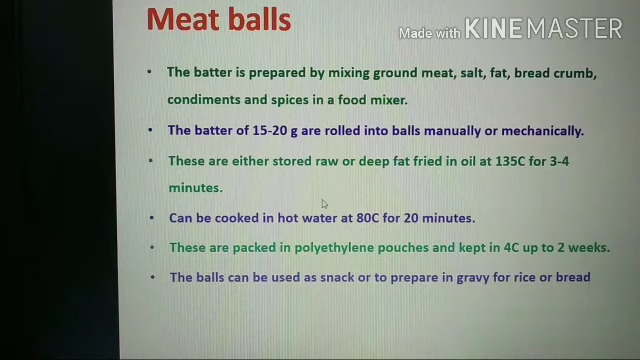 Meat balls
Made with KINEMASTER
The batter is prepared by mixing ground meat, salt, fat, bread crumb,
condiments and spices in a food mixer.
The batter of 15-20 g are rolled into balls manually or mechanically.
These are either stored raw or deep fat fried in oil at 135C for 3-4
minutes.
Can be cooked in hot water at 80C for 20 minutes.
These are packed in polyethylene pouches and kept in 4C up to 2 weeks.
The balls can be used as snack or to prepare in gravy for rice or bread